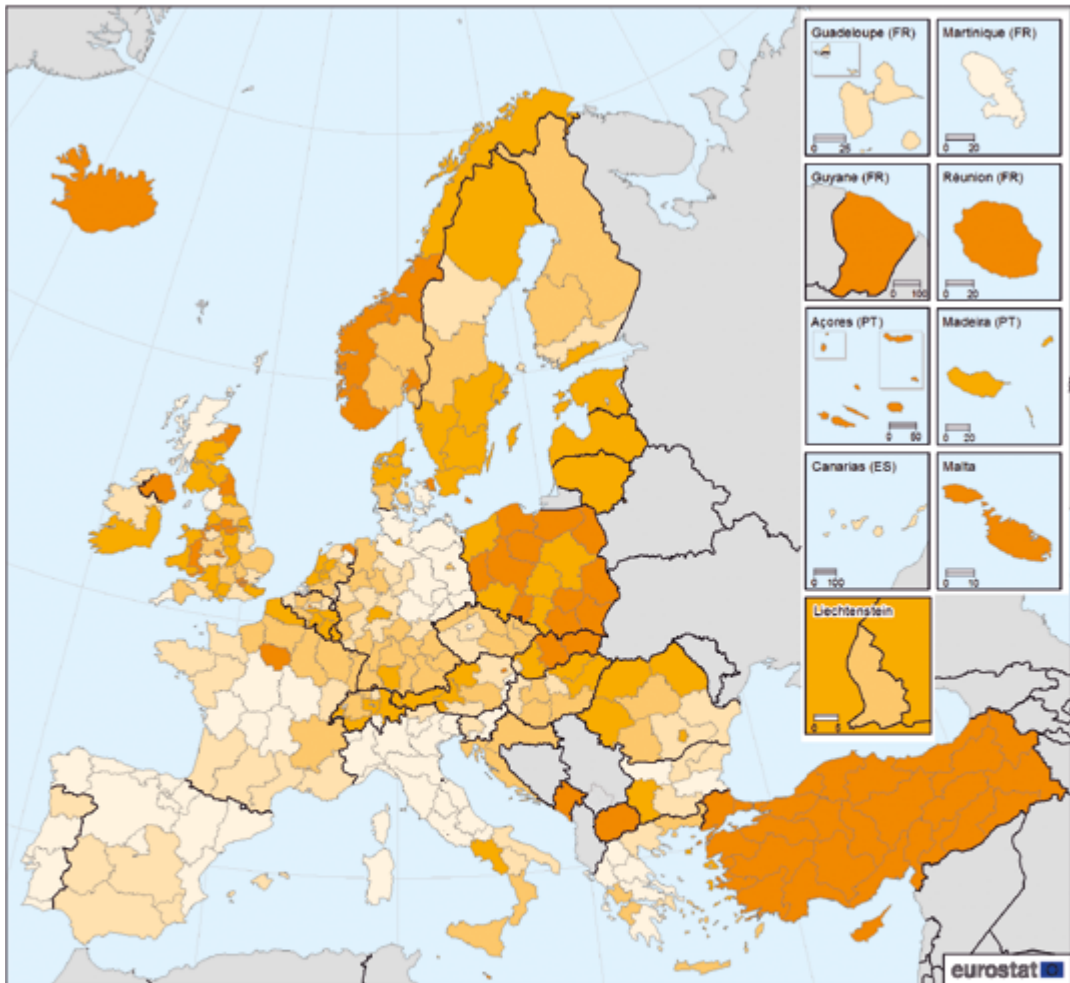 Guadeloupe (FR)
Martinique (FR)
0 25
0 20
Guyane (FR)
Réunion (FR)
0 100
0 20
Açores (PT)
Madeira (PT)
0 50
0 20
Canarias (ES)
Malta
0 100
0 10
Liechtenstein
0 5
eurostat